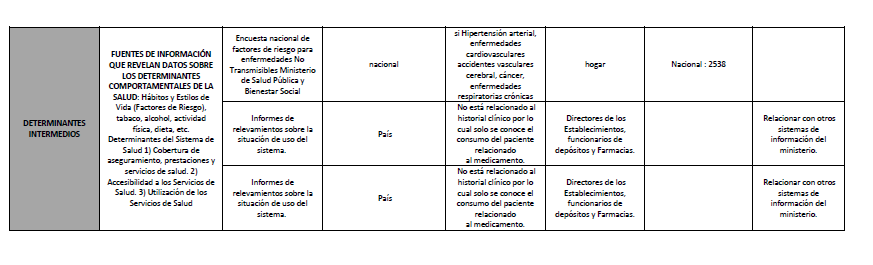 DETERMINANTES
INTERMEDIOS
FUENTES DE INFORMACIÓN
QUE REVELAN DATOS SOBRE
LOS DETERMINANTES
COMPORTAMENTALES DE LA
SALUD: Hábitos y Estilos de
Vida (Factores de Riesgo),
tabaco, alcohol, actividad
física, dieta, etc.
Determinantes del Sistema de
Salud 1) Cobertura de
aseguramiento, prestaciones y
servicios de salud. 2)
Accesibilidad a los Servicios de
Salud. 3) Utilización de los
Servicios de Salud
Encuesta nacional de
factores de riesgo para
enfermedades No
Transmisibles Ministerio
de Salud Pública y
Bienestar Social
nacional
si Hipertensión arterial,
enfermedades
cardiovasculares
accidentes vasculares
cerebral, cáncer,
enfermedades
respiratorias crónicas
hogar
Nacional : 2538
Informes de
relevamientos sobre la
situación de uso del
sistema.
País
No está relacionado al
historial clínico por lo
cual solo se conoce el
consumo del paciente
relacionado
al medicamento.
Directores de los
Establecimientos,
funcionarios de
depósitos y Farmacias.
Relacionar con otros
sistemas de
información del
ministerio.
Informes de
relevamientos sobre la
situación de uso del
sistema.
País
No está relacionado al
historial clínico por lo
cual solo se conoce el
consumo del paciente
relacionado
al medicamento.
Directores de los
Establecimientos,
funcionarios de
depósitos y Farmacias.
Relacionar con otros
sistemas de
información del
ministerio.